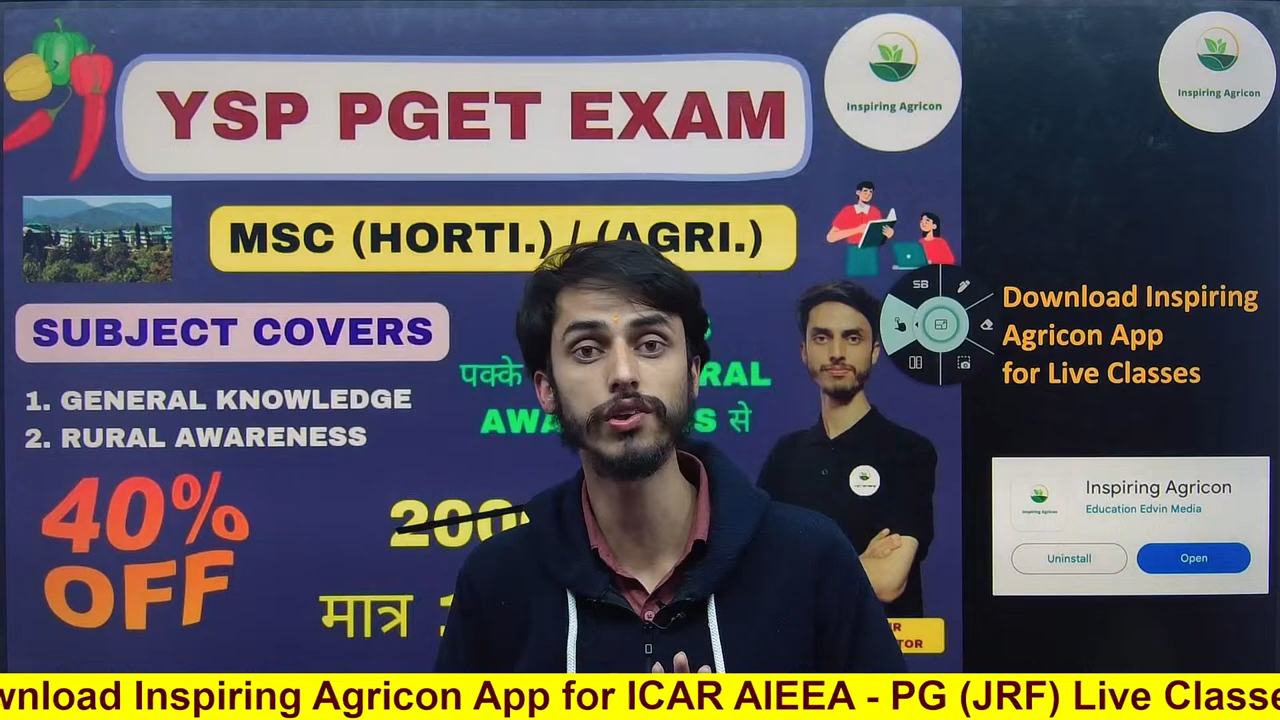 YSP PGET EXAM
Inspiring Agricon
Inspiring Agricon
MSC (HORTI.) / (AGRI.)
SUBJECT COVERS
1. GENERAL KNOWLEDGE
2. RURAL AWARENESS
पक्के
से
40%
OFF
मात्र
SB
Download Inspiring
Agricon App
for Live Classes
Inspiring Agricon
Inspiring Agricon
Education Edvin Media
Uninstall
Open
Inspiring Agricon App for ICAR AIEEA - PG (JRF) Live